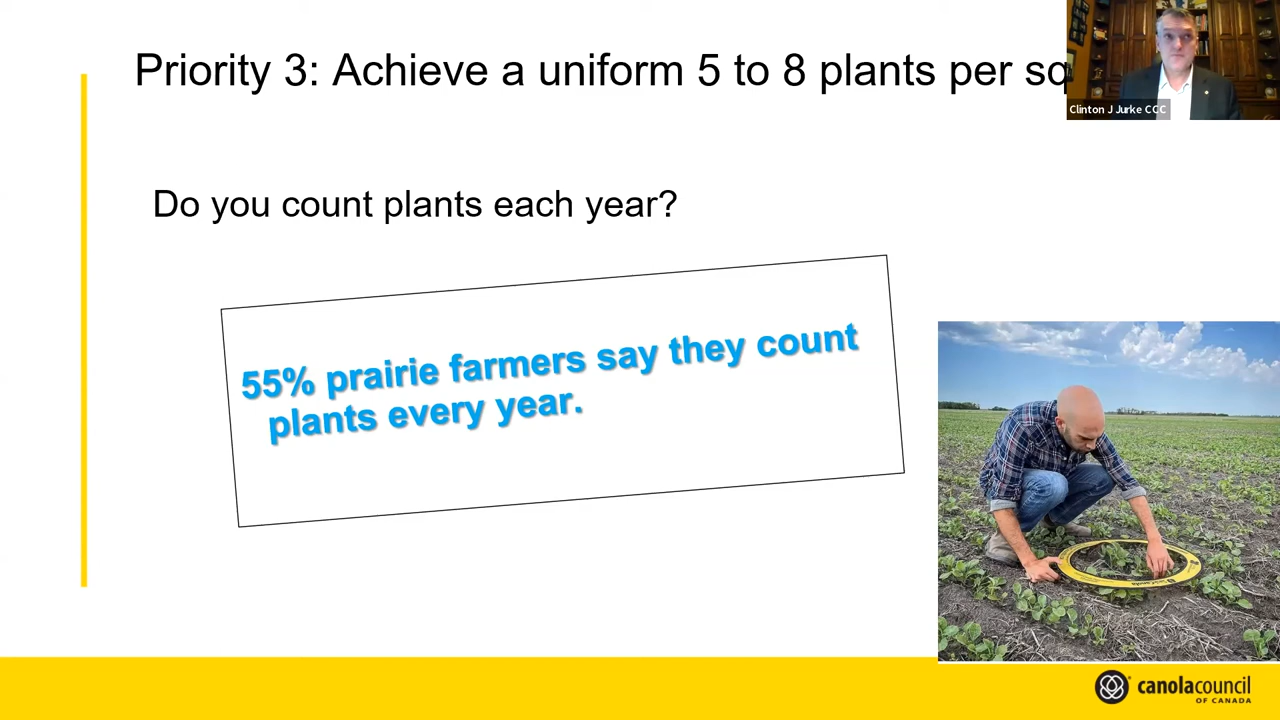 Priority 3: Achieve a uniform 5 to 8 plants per sq
Clinton J Jurke CCC
Do you count plants each year?
55% prairie farmers say they count
plants every year.
canolacouncil
OF CANADA